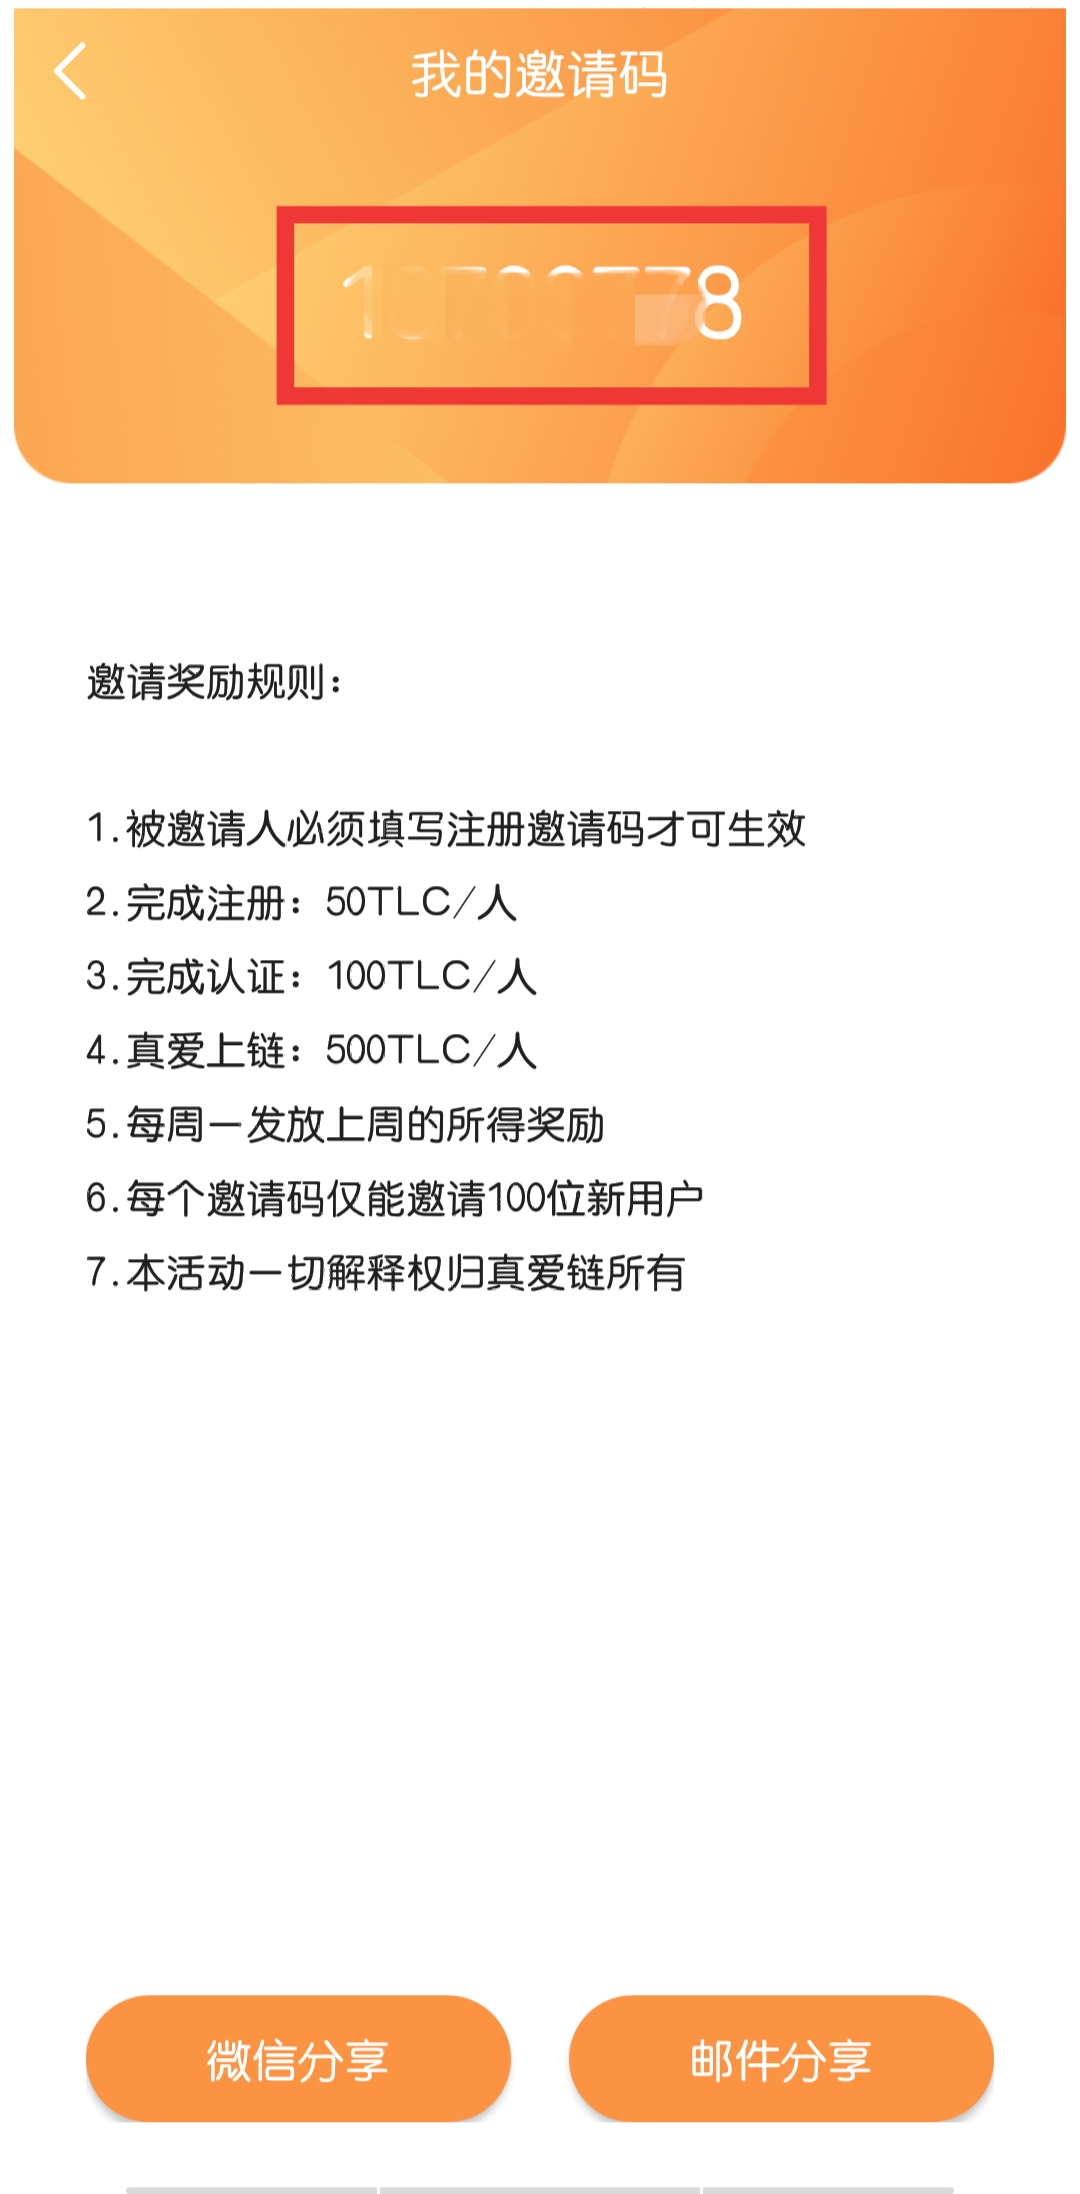 我的邀请码
邀请奖励规则：
1.被邀请人必须填写注册邀请码才可生效
2.完成注册：50TLC/人
3.完成认证：100TLC/人
4.真爱上链：500TLC/人
5.每周一发放上周的所得奖励
6.每个邀请码仅能邀请100位新用户
7.本活动一切解释权归真爱链所有
微信分享
邮件分享